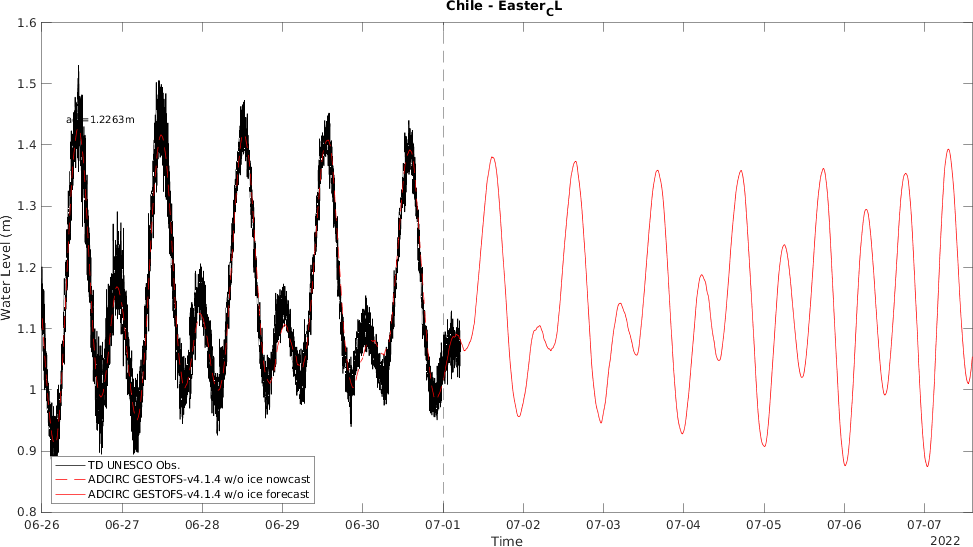 Chile - Easter_CL
1.6
1.5
1.4
1.3
1.2
1.1
1
0.9
0.8
Water Level (m)
=1.2263m
TD UNESCO Obs.
ADCIRC GESTOFS-v4.1.4 w/o ice nowcast
ADCIRC GESTOFS-v4.1.4 w/o ice forecast
06-26 06-27 06-28 06-29 06-30 07-01 07-02 07-03 07-04 07-05 07-06 07-07
Time
2022